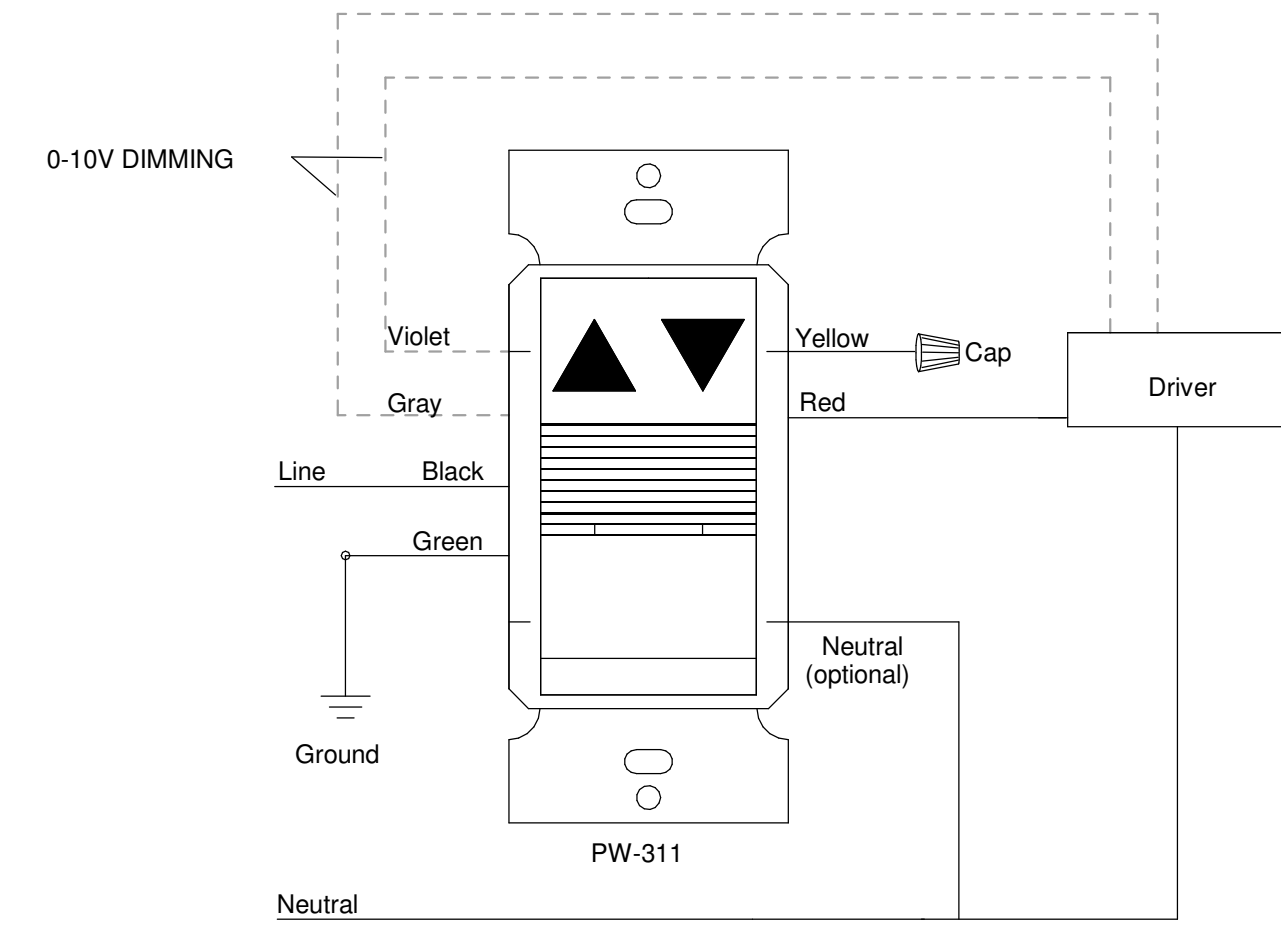 0-10V DIMMING
Violet
Yellow
Cap
Driver
Gray
Red
Line
Black
Green
Neutral
(optional)
Ground
PW-311
Neutral